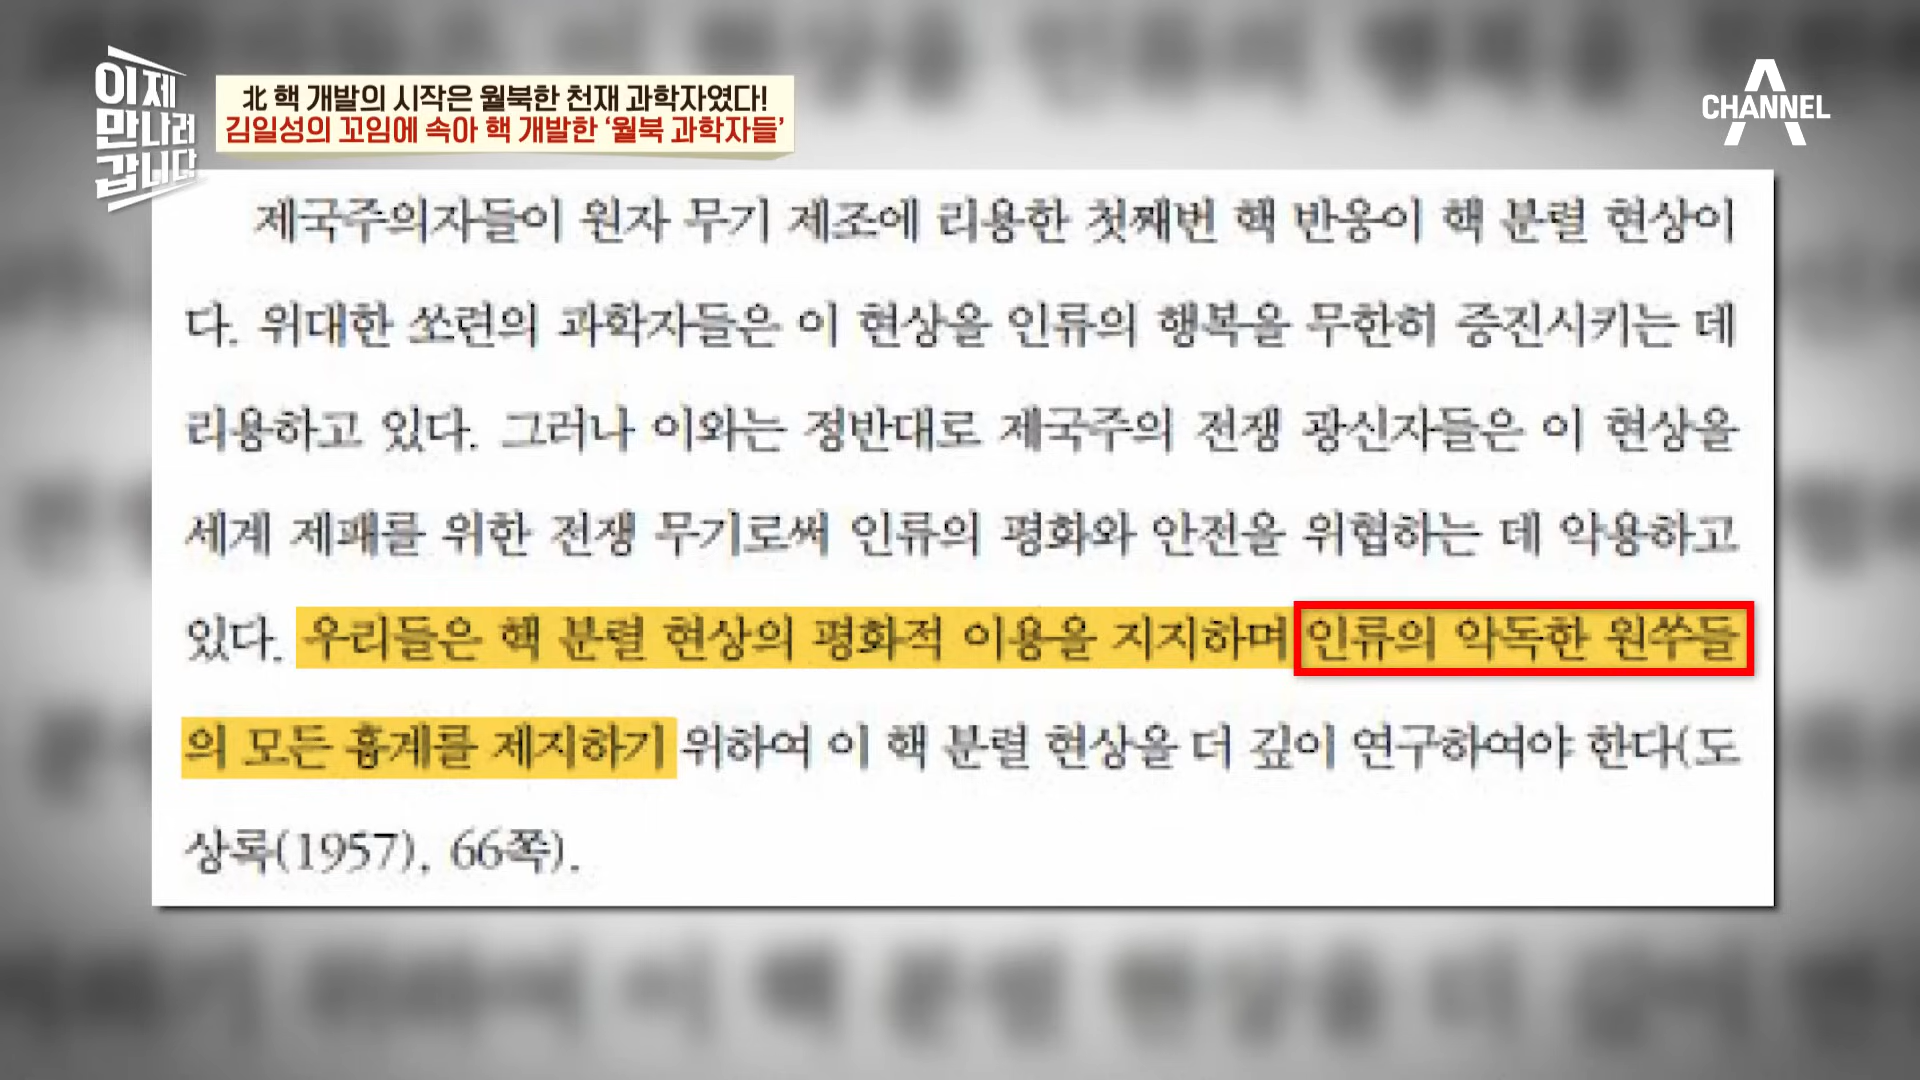 이제
만나러
갑니다
北 핵 개발의 시작은 월북한 천재 과학자였다!
김일성의 꼬임에 속아 핵 개발한 ‘월북 과학자들’
CHANNEL A
제국주의자들이 원자 무기 제조에 리용한 첫째번 핵 반응이 핵 분렬 현상이
다. 위대한 쏘련의 과학자들은 이 현상을 인류의 행복을 무한히 증진시키는 데
리용하고 있다. 그러나 이와는 정반대로 제국주의 전쟁 광신자들은 이 현상을
세계 제패를 위한 전쟁 무기로써 인류의 평화와 안전을 위협하는 데 악용하고
있다. 우리들은 핵 분렬 현상의 평화적 이용을 지지하며 인류의 악독한 원쑤들
의 모든 흉계를 제지하기 위하여 이 핵 분렬 현상을 더 깊이 연구하여야 한다(도
상록(1957), 66쪽).